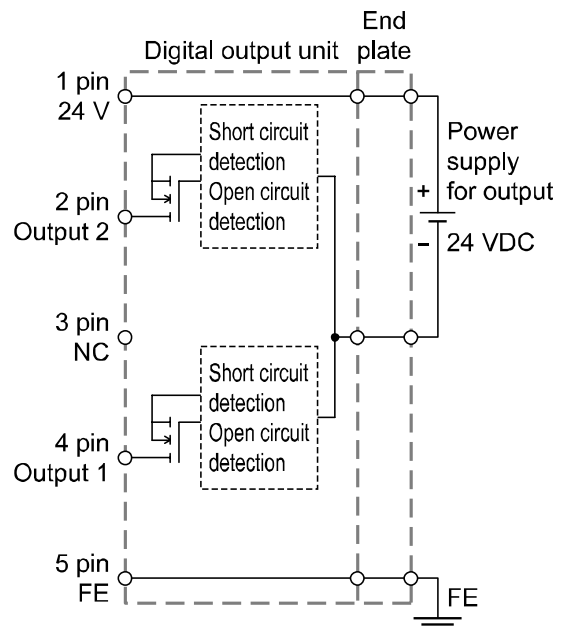 End
plate
Digital output unit
1 pin
24 V
Short circuit
detection
Open circuit
detection
Power
supply
for output
+
–
24 VDC
2 pin
Output 2
3 pin
NC
Short circuit
detection
Open circuit
detection
4 pin
Output 1
5 pin
FE
FE